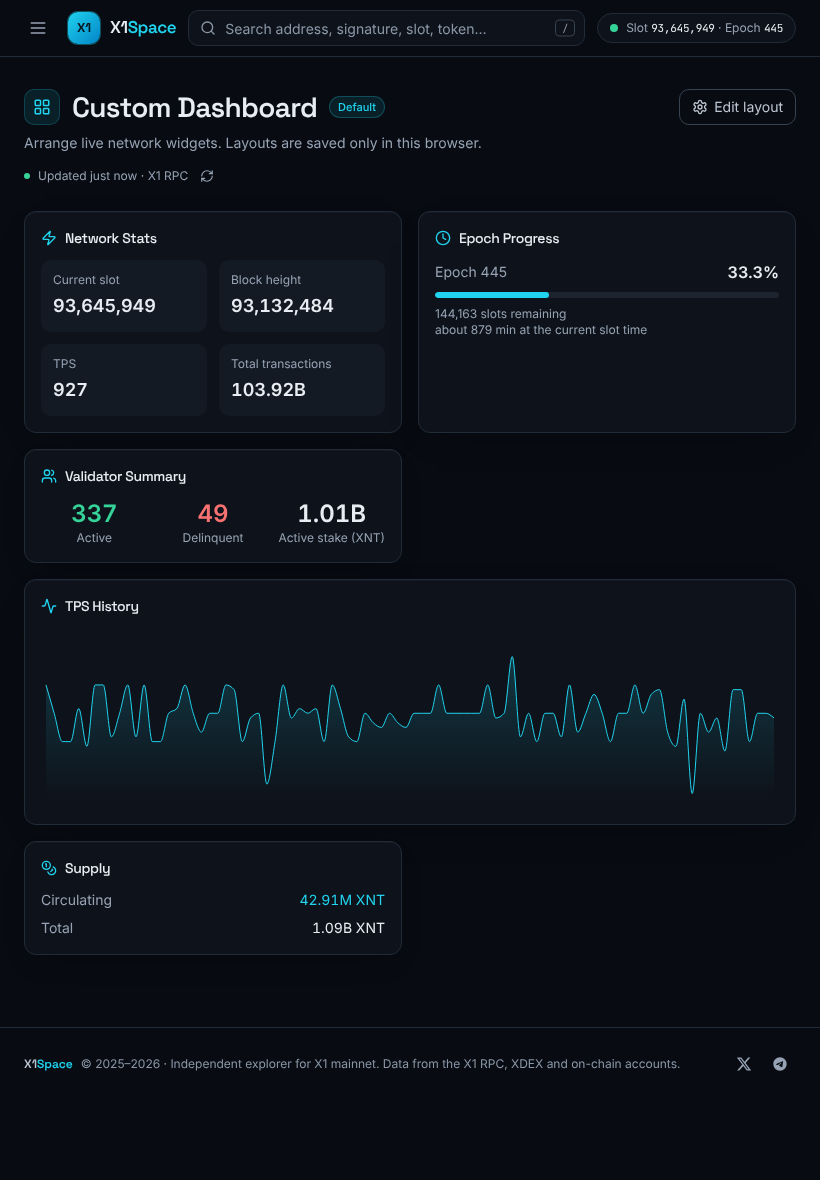 X1 X1Space Search address, signature, slot, token... / Slot 93,645,949 · Epoch 445
Custom Dashboard Default Edit layout
Arrange live network widgets. Layouts are saved only in this browser.
Updated just now · X1 RPC
Network Stats
Current slot
93,645,949
Block height
93,132,484
TPS
927
Total transactions
103.92B
Epoch Progress
Epoch 445 33.3%
144,163 slots remaining
about 879 min at the current slot time
Validator Summary
337 49 1.01B
Active Delinquent Active stake (XNT)
TPS History
Supply
Circulating 42.91M XNT
Total 1.09B XNT
X1Space © 2025–2026 · Independent explorer for X1 mainnet. Data from the X1 RPC, XDEX and on-chain accounts.